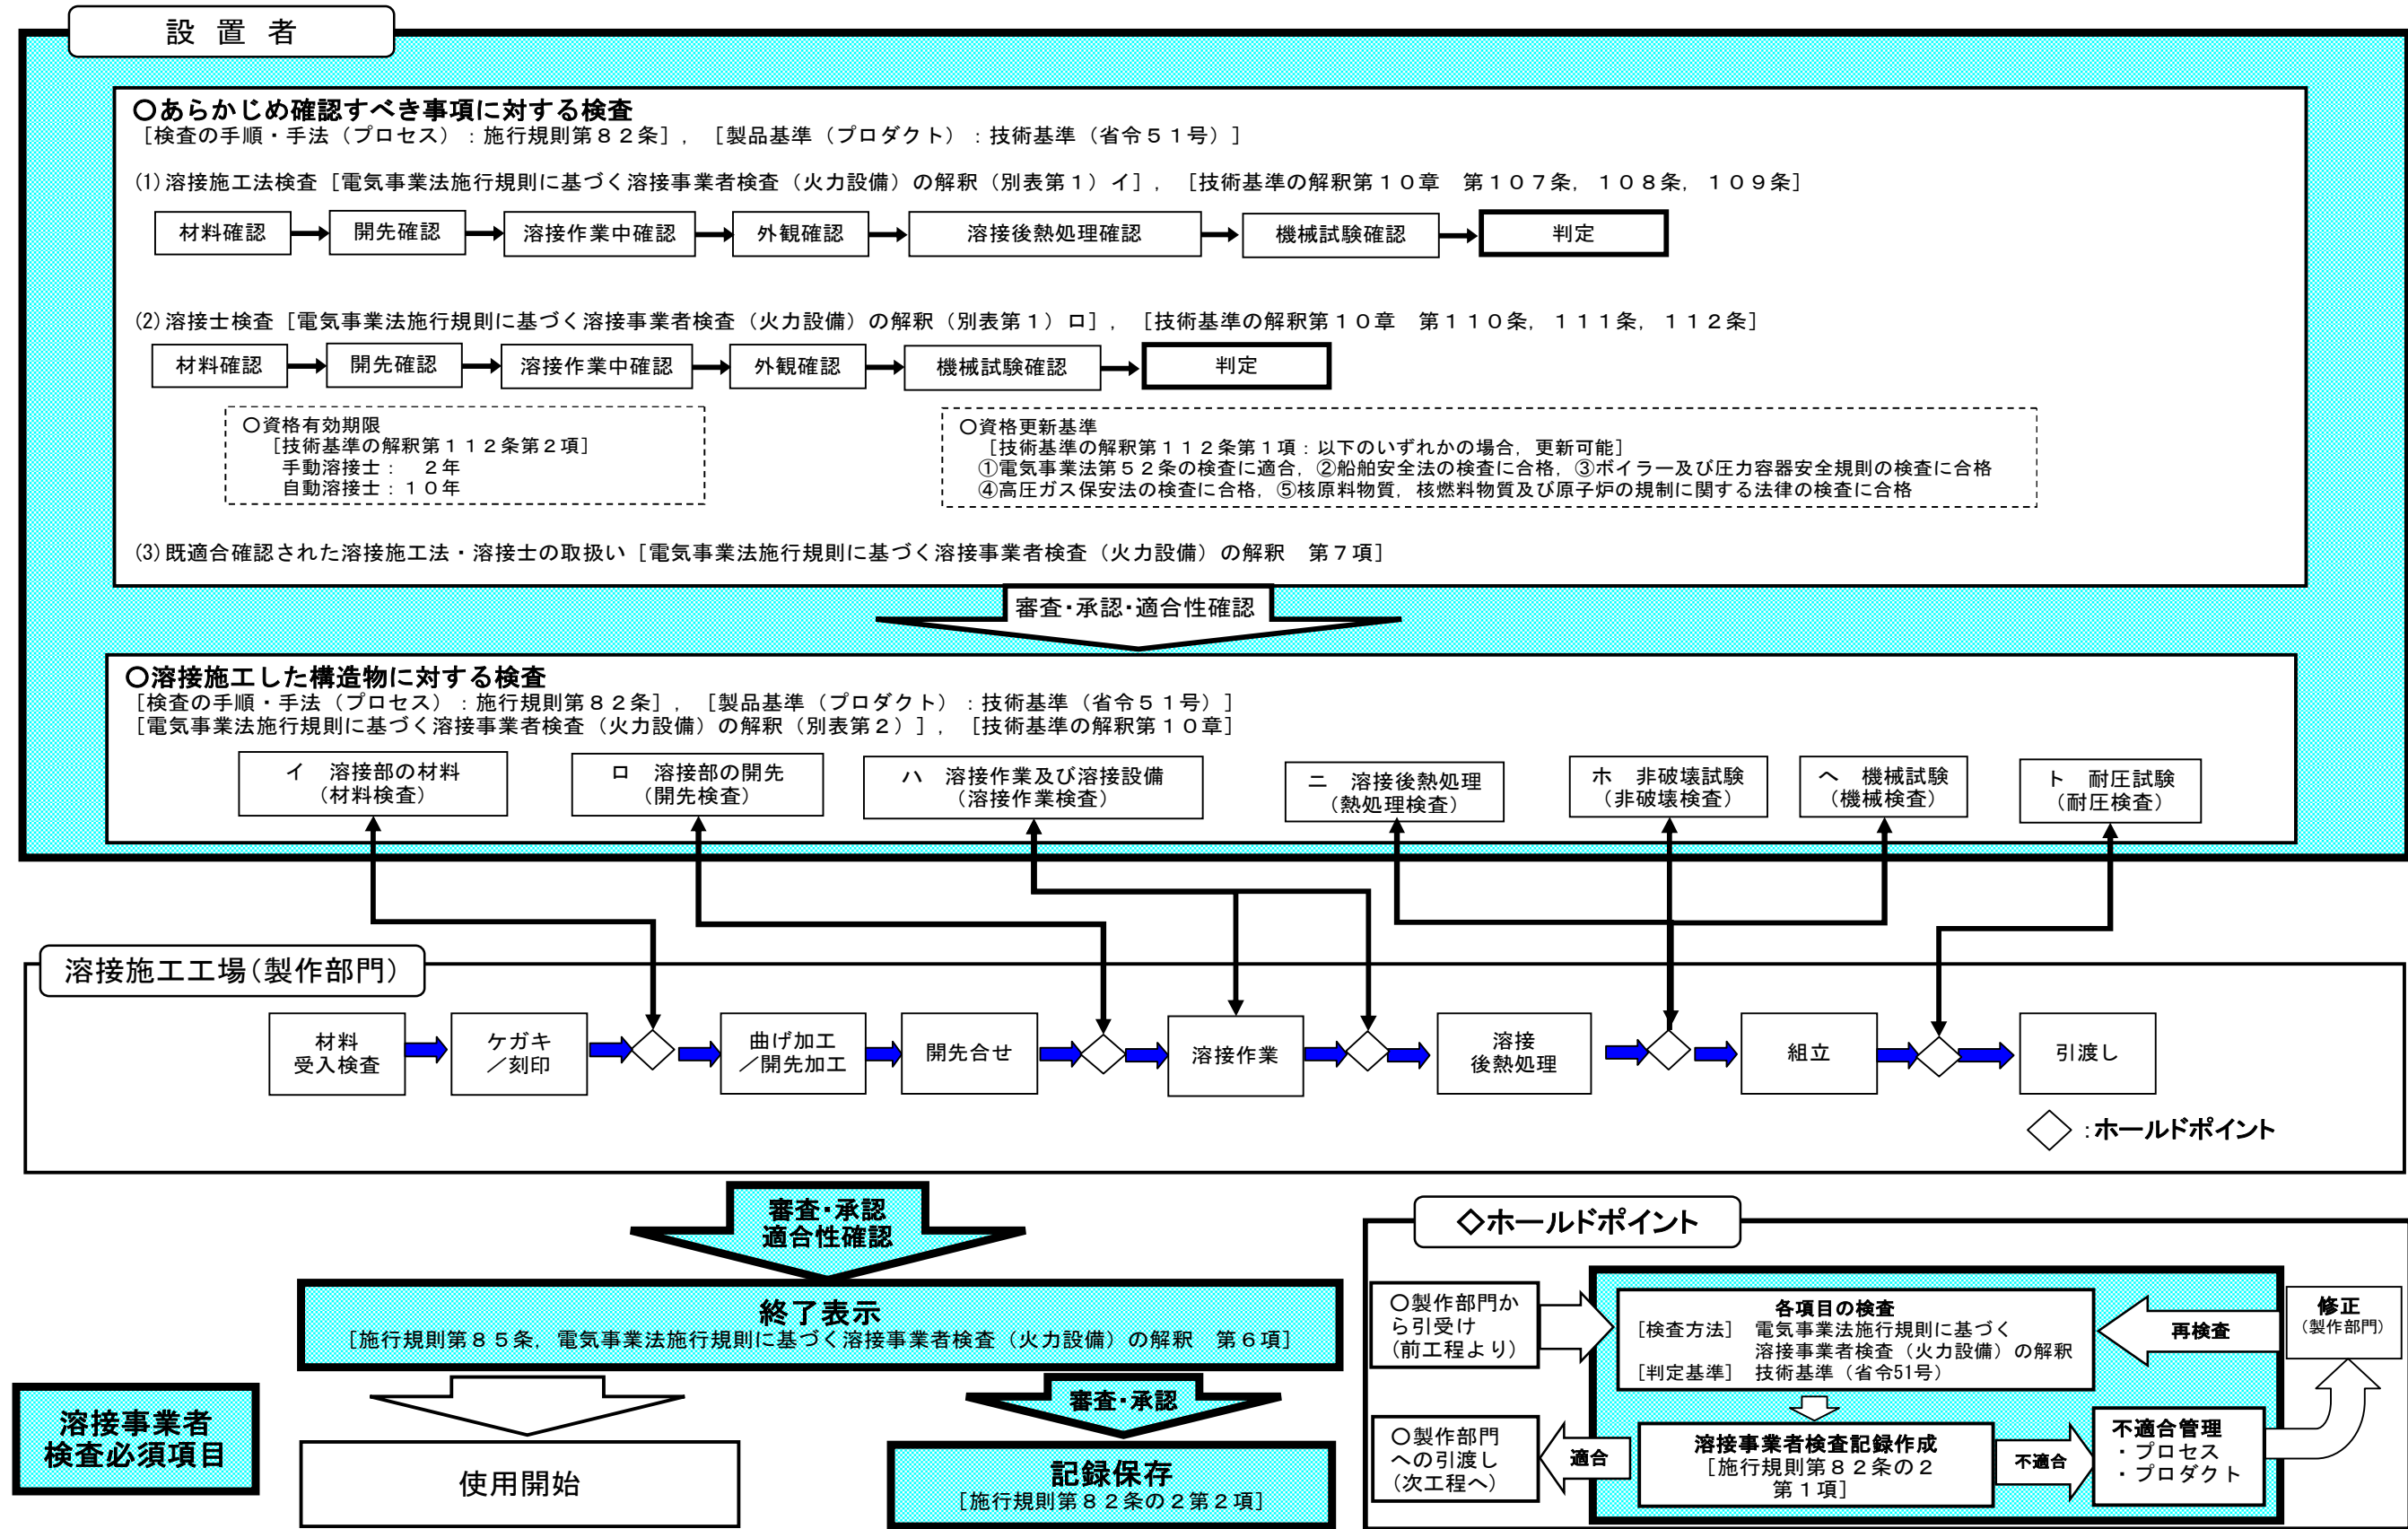 設 置 者
〇あらかじめ確認すべき事項に対する検査
［検査の手順・手法（プロセス）：施行規則第８２条］，［製品基準（プロダクト）：技術基準（省令５１号）］
(1)溶接施工法検査［電気事業法施行規則に基づく溶接事業者検査（火力設備）の解釈（別表第１）イ］，［技術基準の解釈第１０章　第１０７条，１０８条，１０９条］
材料確認
開先確認
溶接作業中確認
外観確認
溶接後熱処理確認
機械試験確認
判定
(2)溶接士検査［電気事業法施行規則に基づく溶接事業者検査（火力設備）の解釈（別表第１）ロ］，［技術基準の解釈第１０章　第１１０条，１１１条，１１２条］
材料確認
開先確認
溶接作業中確認
外観確認
機械試験確認
判定
〇資格有効期限
［技術基準の解釈第１１２条第２項］
手動溶接士：　２年
自動溶接士：１０年
〇資格更新基準
［技術基準の解釈第１１２条第１項：以下のいずれかの場合，更新可能］
①電気事業法第５２条の検査に適合，②船舶安全法の検査に合格，③ボイラー及び圧力容器安全規則の検査に合格
④高圧ガス保安法の検査に合格，⑤核原料物質，核燃料物質及び原子炉の規制に関する法律の検査に合格
(3)既適合確認された溶接施工法・溶接士の取扱い［電気事業法施行規則に基づく溶接事業者検査（火力設備）の解釈　第７項］
審査・承認・適合性確認
〇溶接施工した構造物に対する検査
［検査の手順・手法（プロセス）：施行規則第８２条］，［製品基準（プロダクト）：技術基準（省令５１号）］
［電気事業法施行規則に基づく溶接事業者検査（火力設備）の解釈（別表第２）］，［技術基準の解釈第１０章］
イ　溶接部の材料
（材料検査）
ロ　溶接部の開先
（開先検査）
ハ　溶接作業及び溶接設備
（溶接作業検査）
ニ　溶接後熱処理
（熱処理検査）
ホ　非破壊試験
（非破壊検査）
ヘ　機械試験
（機械検査）
ト　耐圧試験
（耐圧検査）
溶接施工工場（製作部門）
材料
受入検査
ケガキ
／刻印
曲げ加工
／開先加工
開先合せ
溶接作業
溶接
後熱処理
組立
引渡し
◇：ホールドポイント
審査・承認
適合性確認
終了表示
［施行規則第８５条，電気事業法施行規則に基づく溶接事業者検査（火力設備）の解釈　第６項］
溶接事業者
検査必須項目
使用開始
審査・承認
記録保存
［施行規則第８２条の２第２項］
◇ホールドポイント
〇製作部門か
ら引受け
（前工程より）
各項目の検査
［検査方法］　電気事業法施行規則に基づく
溶接事業者検査（火力設備）の解釈
［判定基準］　技術基準（省令51号）
再検査
修正
（製作部門）
〇製作部門
への引渡し
（次工程へ）
適合
溶接事業者検査記録作成
［施行規則第８２条の２
第１項］
不適合
不適合管理
・プロセス
・プロダクト